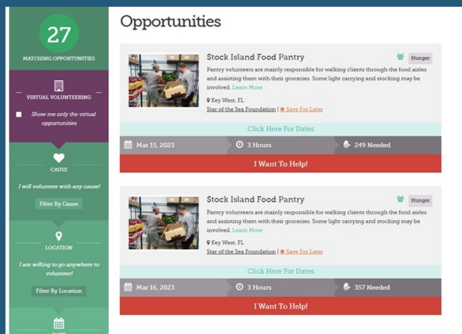 27
MATCHING OPPORTUNITIES
VIRTUAL VOLUNTEERING
Show me only the virtual
opportunities
CAUSE
I will volunteer with any cause!
Filter By Cause
LOCATION
I am willing to go anywhere to
volunteer!
Filter By Location
Opportunities
Stock Island Food Pantry
Hunger
Pantry volunteers are mainly responsible for walking clients through the food aisles
and assisting them with their groceries. Some light carrying and stocking may be
involved. Learn More
Key West, FL
Star of the Sea Foundation | Save For Later
Click Here For Dates
Mar 15, 2023
3 Hours
249 Needed
I Want To Help!
Stock Island Food Pantry
Hunger
Pantry volunteers are mainly responsible for walking clients through the food aisles
and assisting them with their groceries. Some light carrying and stocking may be
involved. Learn More
Key West, FL
Star of the Sea Foundation | Save For Later
Click Here For Dates
Mar 16, 2023
3 Hours
357 Needed
I Want To Help!